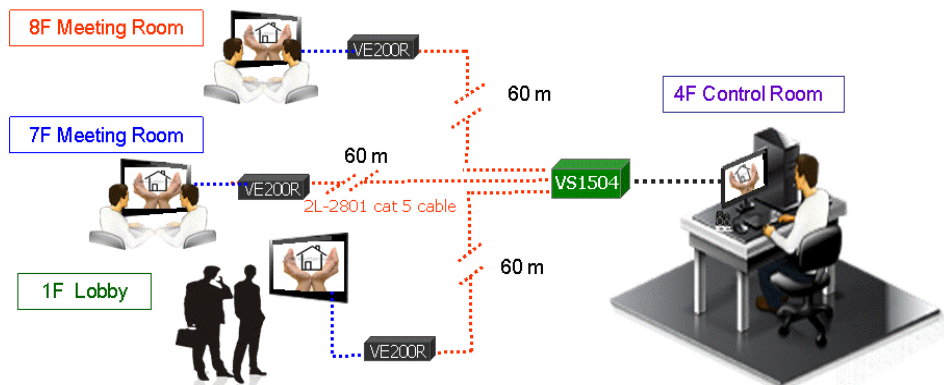 8F Meeting Room
VE200R
60 m
4F Control Room
7F Meeting Room
60 m
VE200R
VS1504
2L-2801 cat 5 cable
1F Lobby
60 m
VE200R